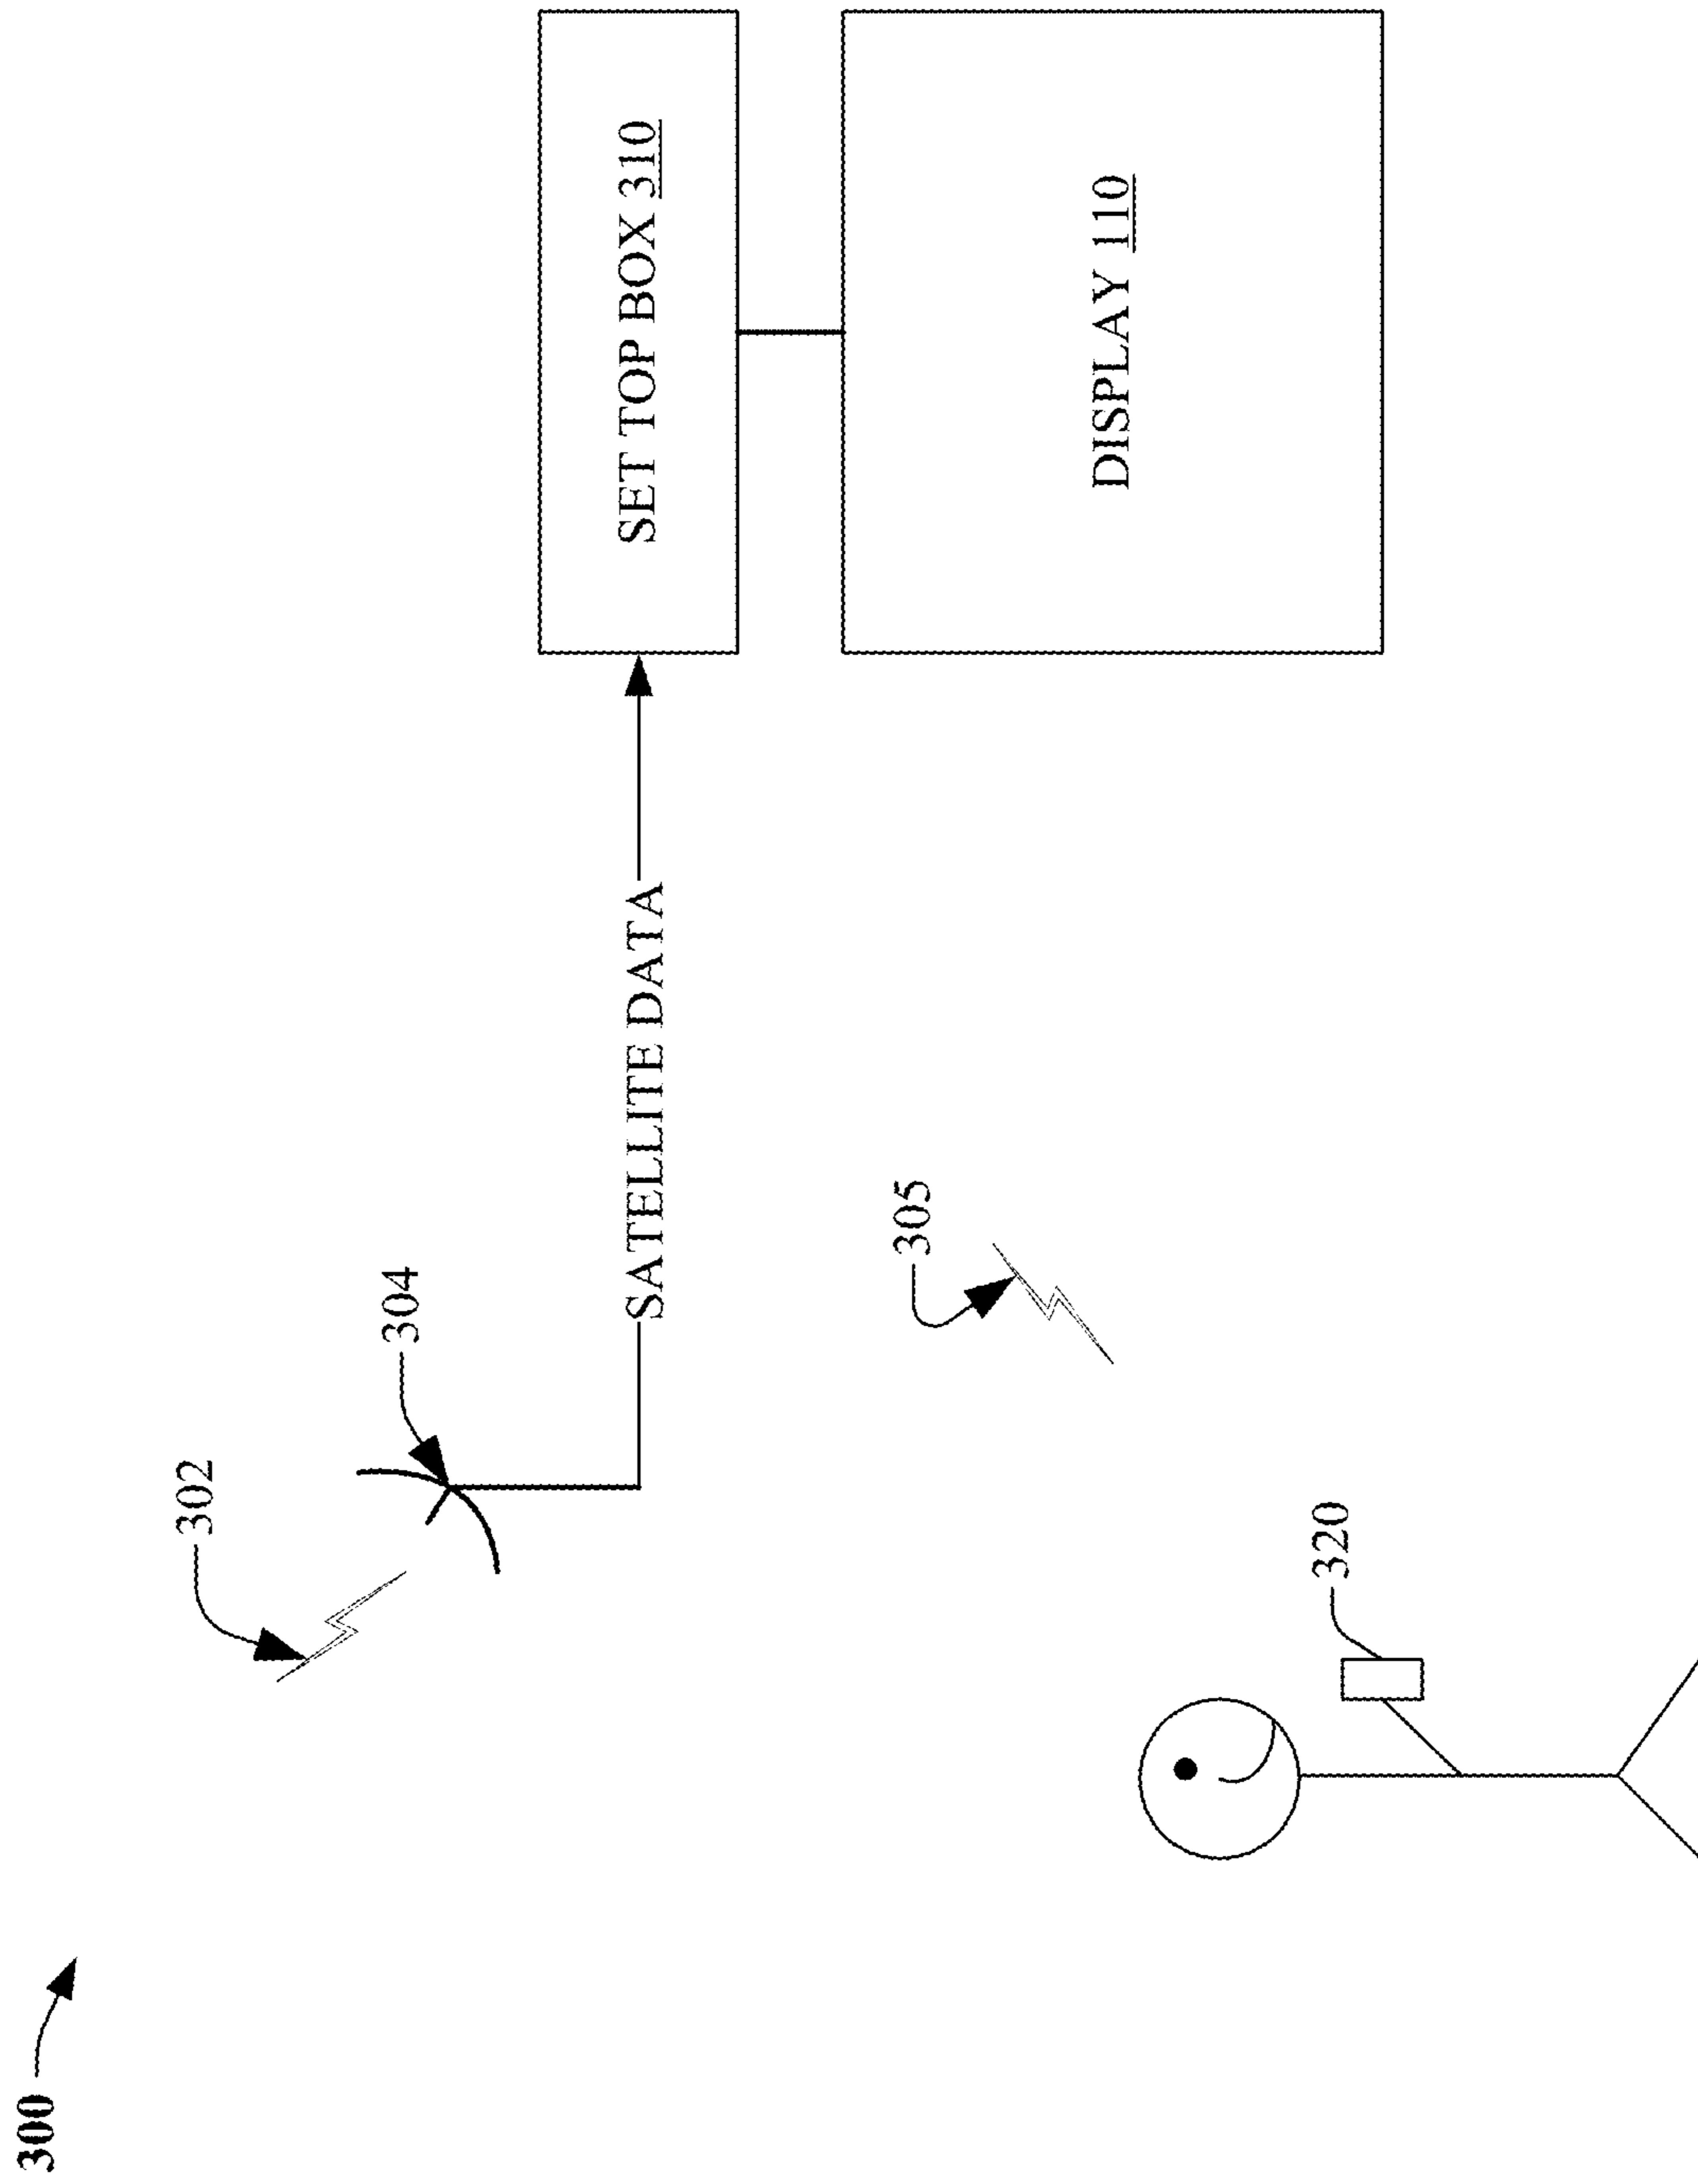 300
302
304
SATELLITE DATA
SET TOP BOX 310
305
DISPLAY 110
320